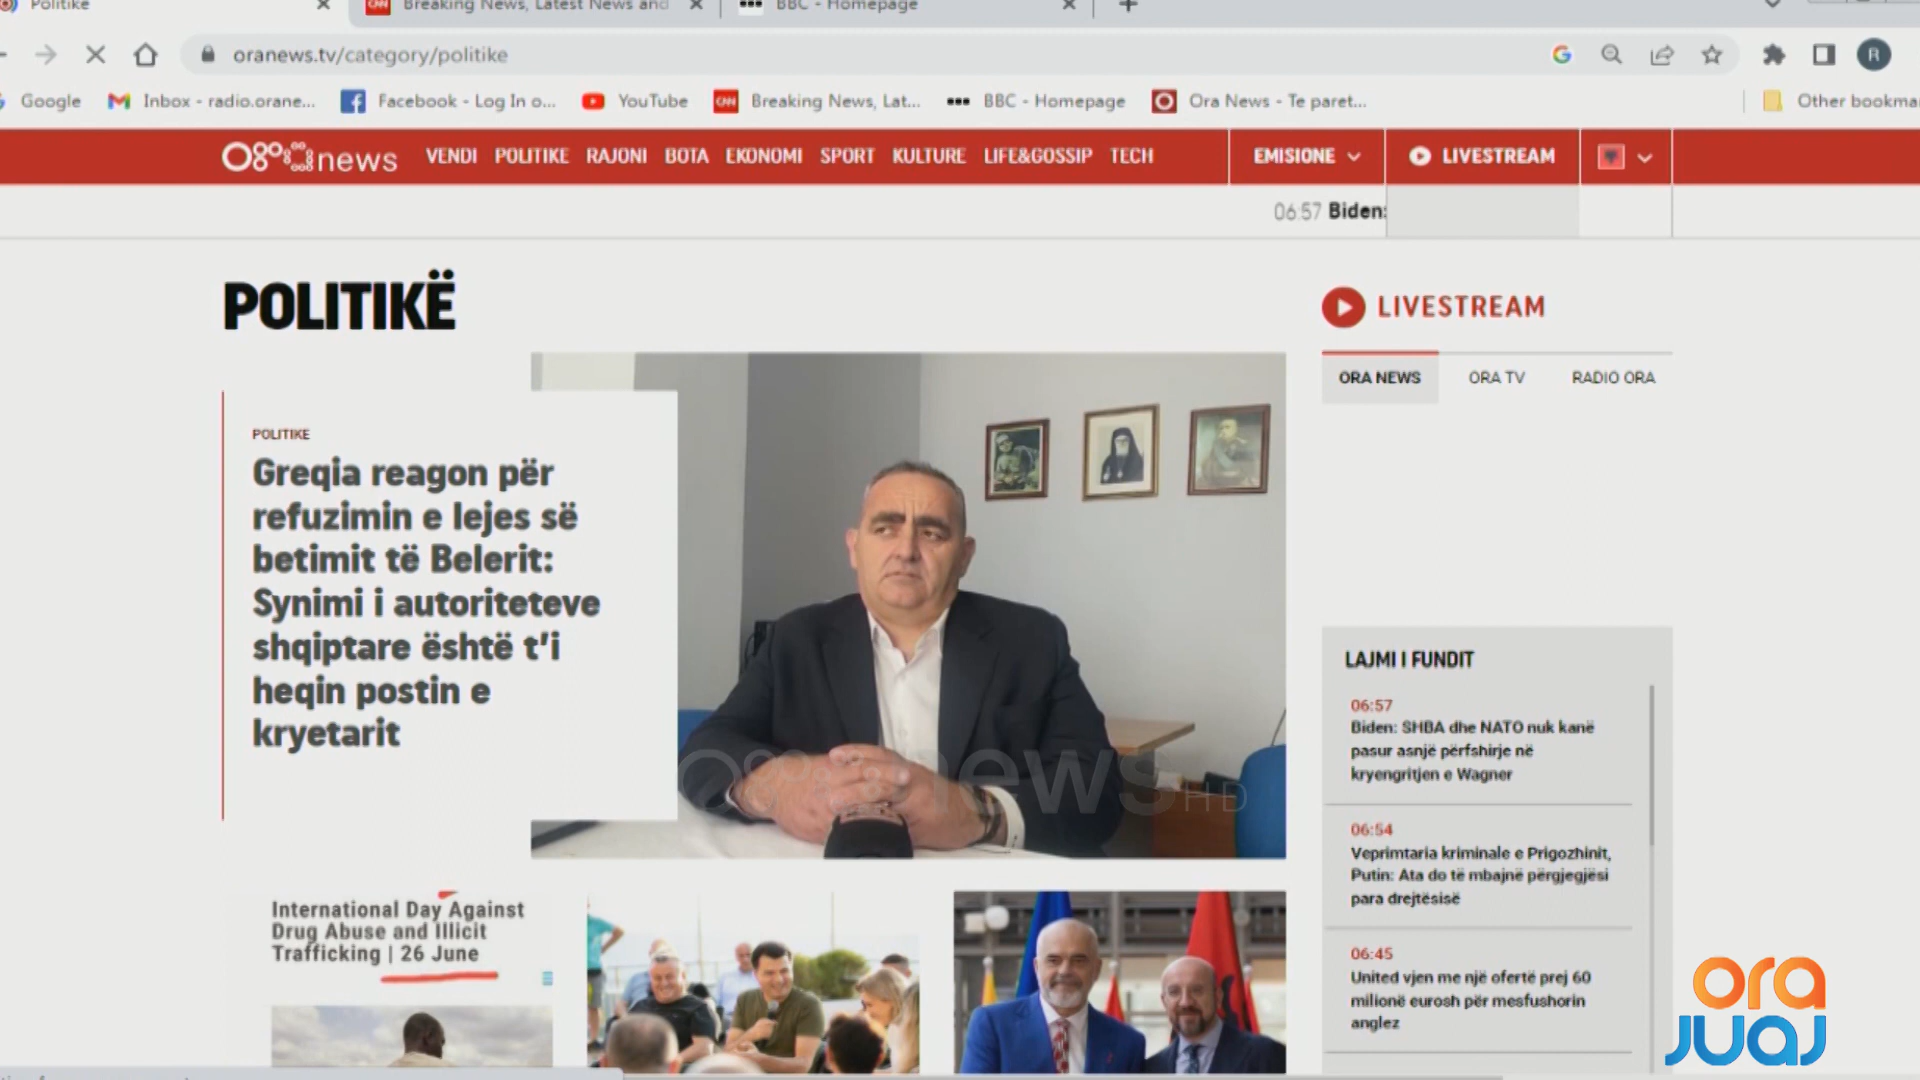 Politike
Breaking News, Latest News and
BBC - Homepage
oranews.tv/category/politike
Google
Inbox - radio.orane...
Facebook - Log In o...
YouTube
CNN
Breaking News, Lat...
BBC - Homepage
Ora News - Te paret...
Other bookma
R
ora news
VENDI
POLITIKE
RAJONI
BOTA
EKONOMI
SPORT
KULTURE
LIFE&GOSSIP
TECH
EMISIONE
LIVESTREAM
06:57 Biden:
POLITIKË
LIVESTREAM
ORA NEWS
ORA TV
RADIO ORA
POLITIKE
Greqia reagon për
refuzimin e lejes së
betimit të Belerit:
Synimi i autoriteteve
shqiptare është t'i
heqin postin e
kryetarit
ora news HD
LAJMI I FUNDIT
06:57
Biden: SHBA dhe NATO nuk kanë
pasur asnjë përfshirje në
kryengritjen e Wagner
06:54
Veprimtaria kriminale e Prigozhinit,
Putin: Ata do të mbajnë përgjegjësi
para drejtësisë
06:45
United vjen me një ofertë prej 60
milionë eurosh për mesfushorin
anglez
International Day Against
Drug Abuse and Illicit
Trafficking | 26 June
ora
JUAJ